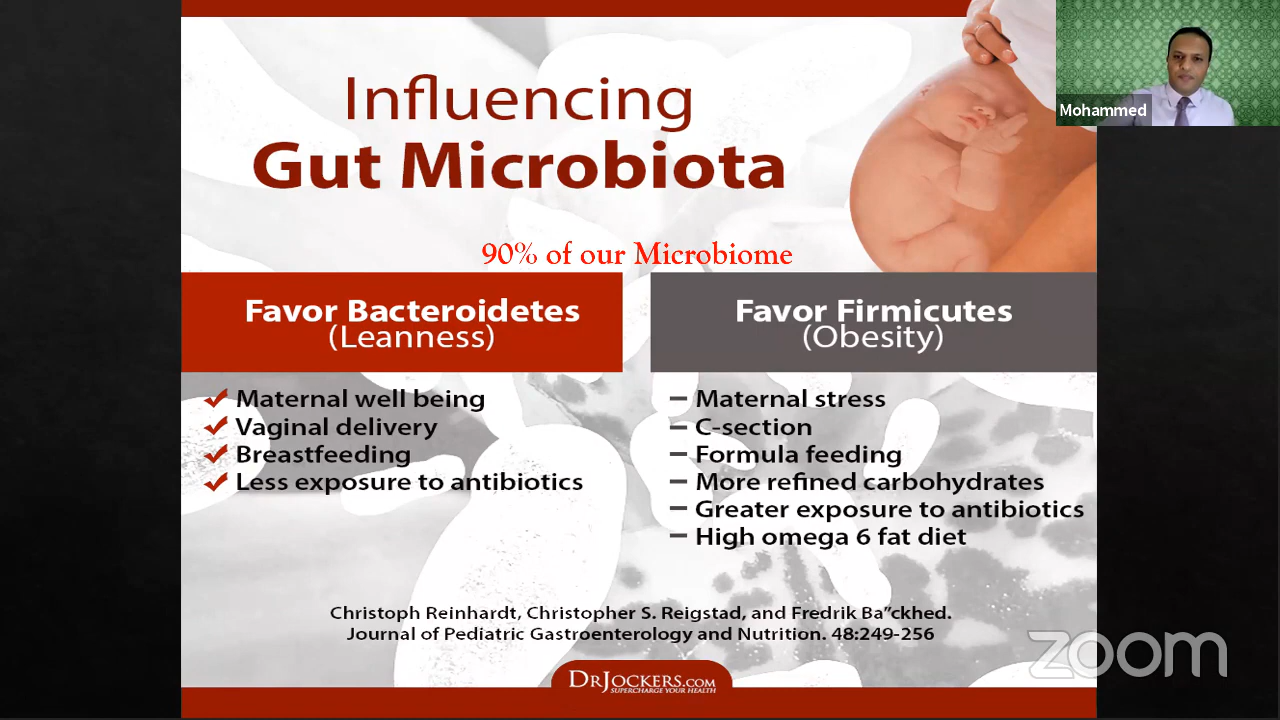 Influencing
Gut Microbiota
90% of our Microbiome
Favor Bacteroidetes
(Leanness)
Maternal well being
Vaginal delivery
Breastfeeding
Less exposure to antibiotics
Favor Firmicutes
(Obesity)
Maternal stress
C-section
Formula feeding
More refined carbohydrates
Greater exposure to antibiotics
High omega 6 fat diet
Christoph Reinhardt, Christopher S. Reigstad, and Fredrik Ba”ckhed.
Journal of Pediatric Gastroenterology and Nutrition. 48:249-256
DRJOCKERS.COM
SUPERCHARGE YOUR HEALTH
Mohammed
zoom